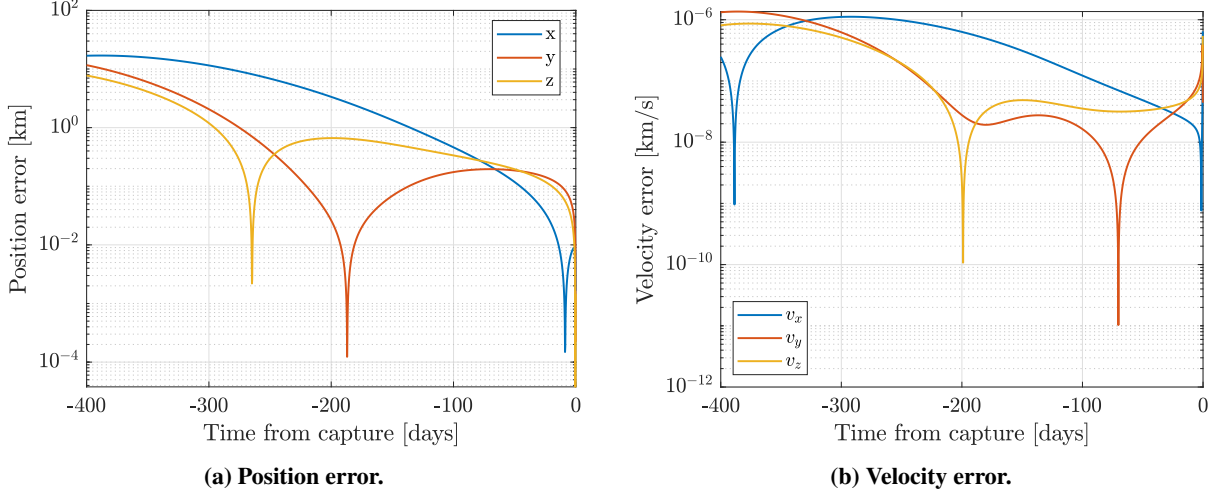 10^2
10^0
10^-2
10^-4
Position error [km]
x
y
z
-400 -300 -200 -100 0
Time from capture [days]
(a) Position error.
10^-6
10^-8
10^-10
10^-12
Velocity error [km/s]
v_x
v_y
v_z
-400 -300 -200 -100 0
Time from capture [days]
(b) Velocity error.